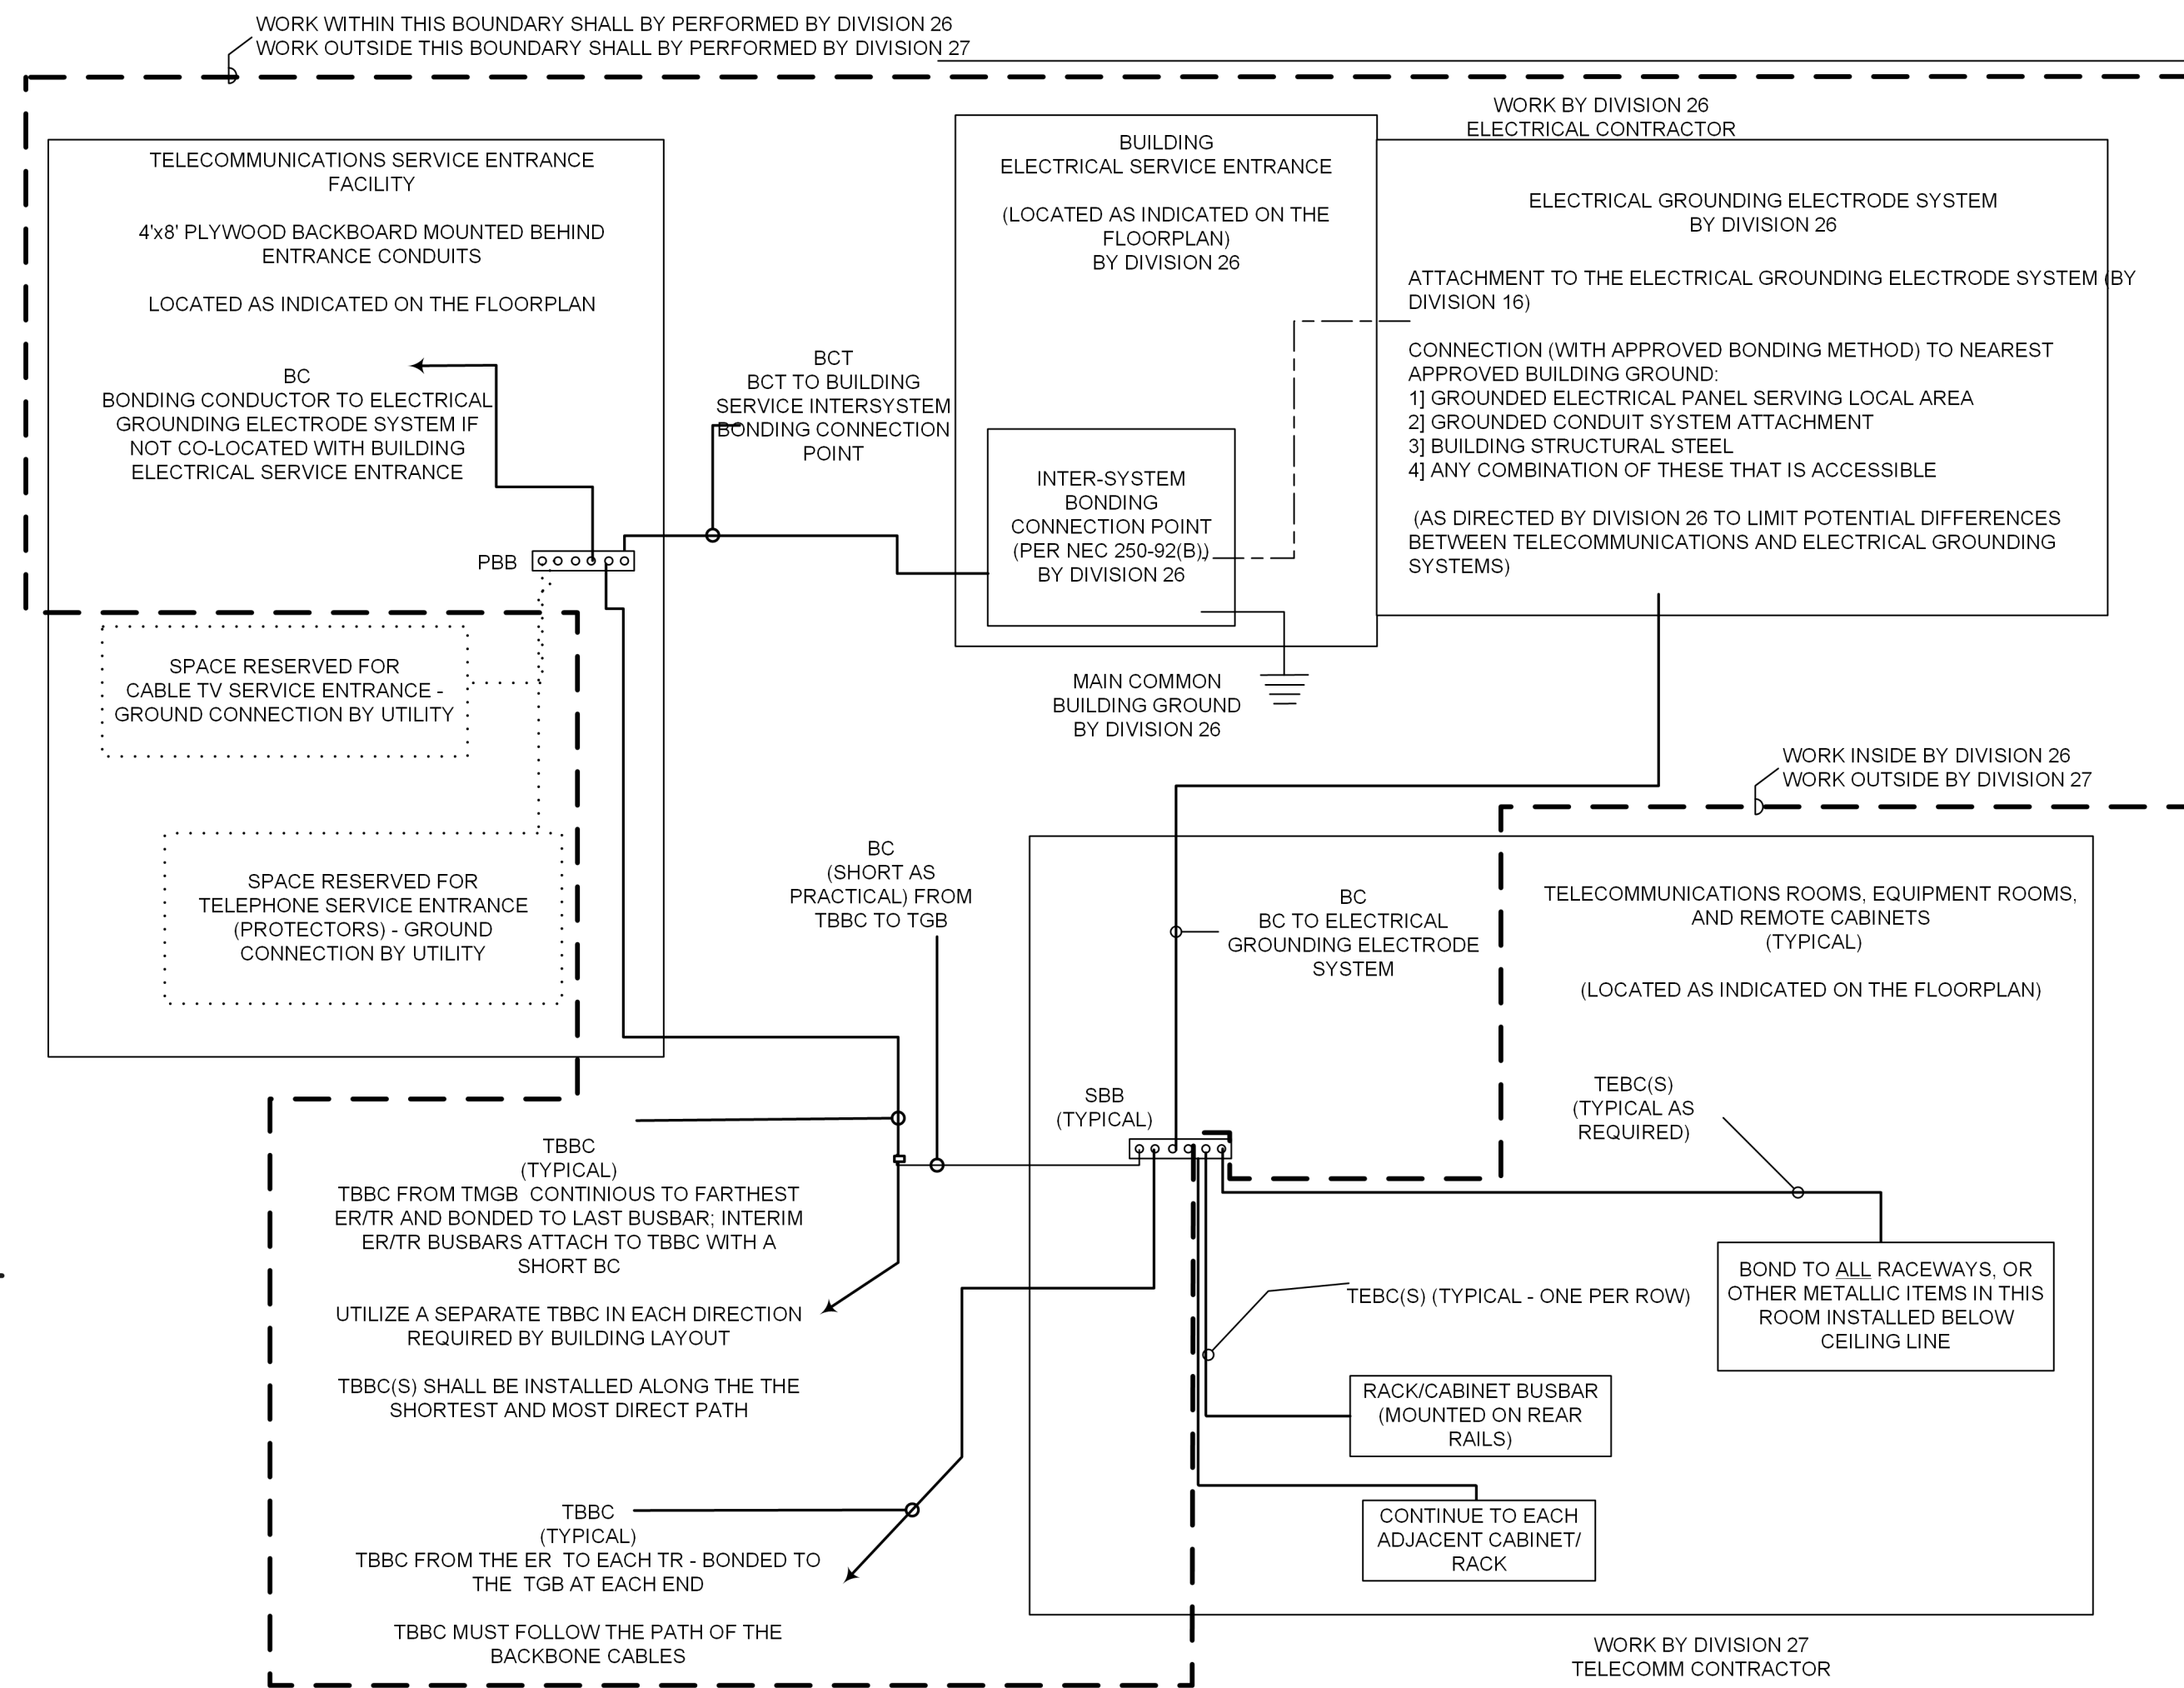 WORK WITHIN THIS BOUNDARY SHALL BY PERFORMED BY DIVISION 26
WORK OUTSIDE THIS BOUNDARY SHALL BY PERFORMED BY DIVISION 27
TELECOMMUNICATIONS SERVICE ENTRANCE
FACILITY
4'x8' PLYWOOD BACKBOARD MOUNTED BEHIND
ENTRANCE CONDUITS
LOCATED AS INDICATED ON THE FLOORPLAN
BC
BONDING CONDUCTOR TO ELECTRICAL
GROUNDING ELECTRODE SYSTEM IF
NOT CO-LOCATED WITH BUILDING
ELECTRICAL SERVICE ENTRANCE
PBB
SPACE RESERVED FOR
CABLE TV SERVICE ENTRANCE -
GROUND CONNECTION BY UTILITY
SPACE RESERVED FOR
TELEPHONE SERVICE ENTRANCE
(PROTECTORS) - GROUND
CONNECTION BY UTILITY
BCT
BCT TO BUILDING
SERVICE INTERSYSTEM
BONDING CONNECTION
POINT
BUILDING
ELECTRICAL SERVICE ENTRANCE
(LOCATED AS INDICATED ON THE
FLOORPLAN)
BY DIVISION 26
INTER-SYSTEM
BONDING
CONNECTION POINT
(PER NEC 250-92(B))
BY DIVISION 26
MAIN COMMON
BUILDING GROUND
BY DIVISION 26
WORK BY DIVISION 26
ELECTRICAL CONTRACTOR
ELECTRICAL GROUNDING ELECTRODE SYSTEM
BY DIVISION 26
ATTACHMENT TO THE ELECTRICAL GROUNDING ELECTRODE SYSTEM (BY
DIVISION 16)
CONNECTION (WITH APPROVED BONDING METHOD) TO NEAREST
APPROVED BUILDING GROUND:
1] GROUNDED ELECTRICAL PANEL SERVING LOCAL AREA
2] GROUNDED CONDUIT SYSTEM ATTACHMENT
3] BUILDING STRUCTURAL STEEL
4] ANY COMBINATION OF THESE THAT IS ACCESSIBLE
(AS DIRECTED BY DIVISION 26 TO LIMIT POTENTIAL DIFFERENCES
BETWEEN TELECOMMUNICATIONS AND ELECTRICAL GROUNDING
SYSTEMS)
WORK INSIDE BY DIVISION 26
WORK OUTSIDE BY DIVISION 27
BC
(SHORT AS
PRACTICAL) FROM
TBBC TO TGB
BC
BC TO ELECTRICAL
GROUNDING ELECTRODE
SYSTEM
TELECOMMUNICATIONS ROOMS, EQUIPMENT ROOMS,
AND REMOTE CABINETS
(TYPICAL)
(LOCATED AS INDICATED ON THE FLOORPLAN)
SBB
(TYPICAL)
TEBC(S)
(TYPICAL AS
REQUIRED)
TBBC
(TYPICAL)
TBBC FROM TMGB  CONTINIOUS TO FARTHEST
ER/TR AND BONDED TO LAST BUSBAR; INTERIM
ER/TR BUSBARS ATTACH TO TBBC WITH A
SHORT BC
UTILIZE A SEPARATE TBBC IN EACH DIRECTION
REQUIRED BY BUILDING LAYOUT
TBBC(S) SHALL BE INSTALLED ALONG THE THE
SHORTEST AND MOST DIRECT PATH
TEBC(S) (TYPICAL - ONE PER ROW)
BOND TO ALL RACEWAYS, OR
OTHER METALLIC ITEMS IN THIS
ROOM INSTALLED BELOW
CEILING LINE
RACK/CABINET BUSBAR
(MOUNTED ON REAR
RAILS)
CONTINUE TO EACH
ADJACENT CABINET/
RACK
TBBC
(TYPICAL)
TBBC FROM THE ER  TO EACH TR - BONDED TO
THE  TGB AT EACH END
TBBC MUST FOLLOW THE PATH OF THE
BACKBONE CABLES
WORK BY DIVISION 27
TELECOMM CONTRACTOR